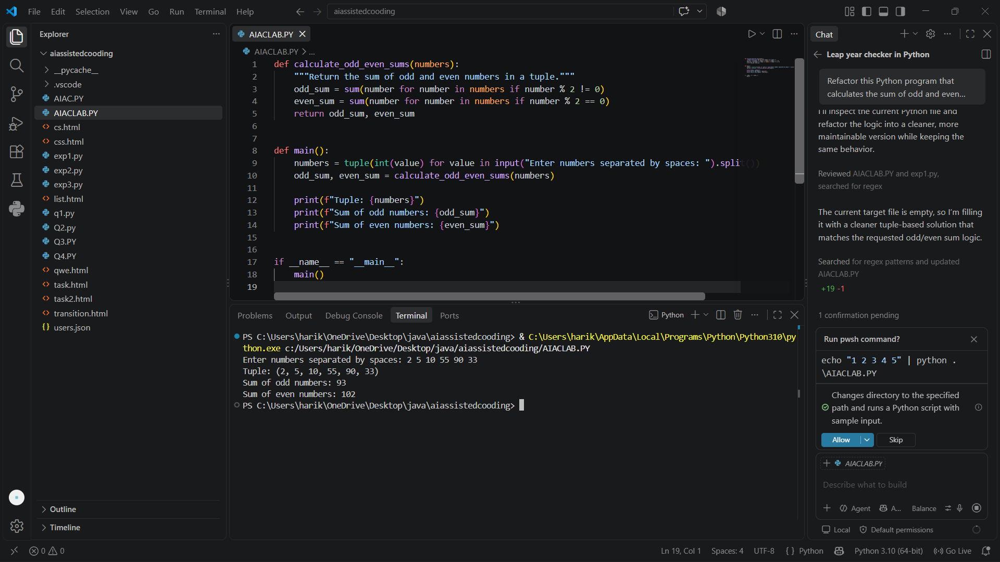 File Edit Selection View Go Run Terminal Help
aiassistedcooding
Explorer
aiassistedcooding
__pycache__
.vscode
AIAC.PY
AIACLAB.PY
cs.html
css.html
exp1.py
exp2.py
exp3.py
list.html
q1.py
Q2.py
Q3.PY
Q4.PY
qwe.html
task.html
task2.html
transition.html
users.json
Outline
Timeline
AIACLAB.PY
AIACLAB.PY > ...
1 def calculate_odd_even_sums(numbers):
2 """Return the sum of odd and even numbers in a tuple."""
3 odd_sum = sum(number for number in numbers if number % 2 != 0)
4 even_sum = sum(number for number in numbers if number % 2 == 0)
5 return odd_sum, even_sum
6
7
8 def main():
9 numbers = tuple(int(value) for value in input("Enter numbers separated by spaces: ").split())
10 odd_sum, even_sum = calculate_odd_even_sums(numbers)
11
12 print(f"Tuple: {numbers}")
13 print(f"Sum of odd numbers: {odd_sum}")
14 print(f"Sum of even numbers: {even_sum}")
15
16
17 if __name__ == "__main__":
18 main()
19
Problems Output Debug Console Terminal Ports
Python
PS C:\Users\harik\OneDrive\Desktop\java\aiassistedcooding> & C:\Users\harik\AppData\Local\Programs\Python\Python310\py
thon.exe c:/Users/harik/OneDrive/Desktop/java/aiassistedcooding/AIACLAB.PY
Enter numbers separated by spaces: 2 5 10 55 90 33
Tuple: (2, 5, 10, 55, 90, 33)
Sum of odd numbers: 93
Sum of even numbers: 102
PS C:\Users\harik\OneDrive\Desktop\java\aiassistedcooding>
Chat
Leap year checker in Python
Refactor this Python program that
calculates the sum of odd and even...
I'll inspect the current Python file and
refactor the logic into a cleaner, more
maintainable version while keeping the
same behavior.
Reviewed AIACLAB.PY and exp1.py,
searched for regex
The current target file is empty, so I'm filling
it with a cleaner tuple-based solution that
matches the requested odd/even sum logic.
Searched for regex patterns and updated
AIACLAB.PY
+19 -1
1 confirmation pending
Run pwsh command?
echo "1 2 3 4 5" | python .
\AIACLAB.PY
Changes directory to the specified
path and runs a Python script with
sample input.
Allow Skip
AIACLAB.PY
Describe what to build
Agent A... Balance
Local Default permissions
0 0
Ln 19, Col 1 Spaces: 4 UTF-8 { } Python Python 3.10 (64-bit) Go Live